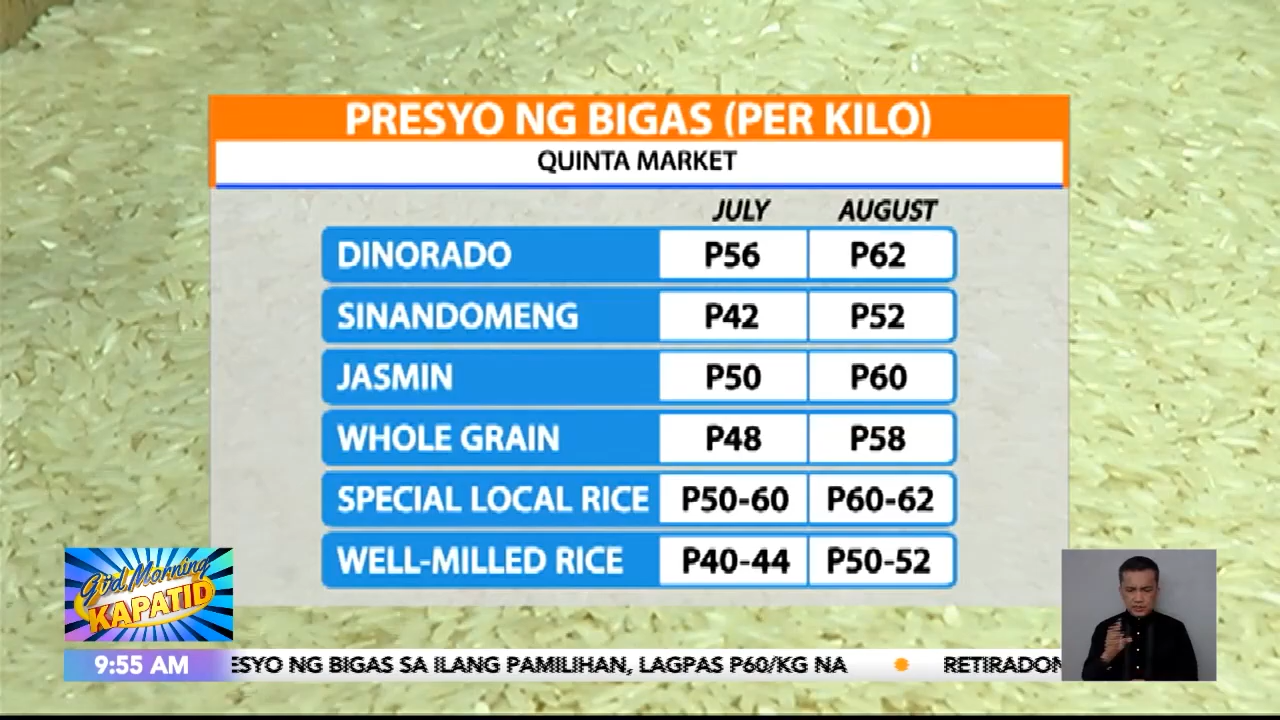 PRESYO NG BIGAS (PER KILO)
QUINTA MARKET
JULY AUGUST
DINORADO P56 P62
SINANDOMENG P42 P52
JASMIN P50 P60
WHOLE GRAIN P48 P58
SPECIAL LOCAL RICE P50-60 P60-62
WELL-MILLED RICE P40-44 P50-52
Gud Morning
KAPATID
9:55 AM ESYO NG BIGAS SA ILANG PAMILIHAN, LAGPAS P60/KG NA RETIRADON